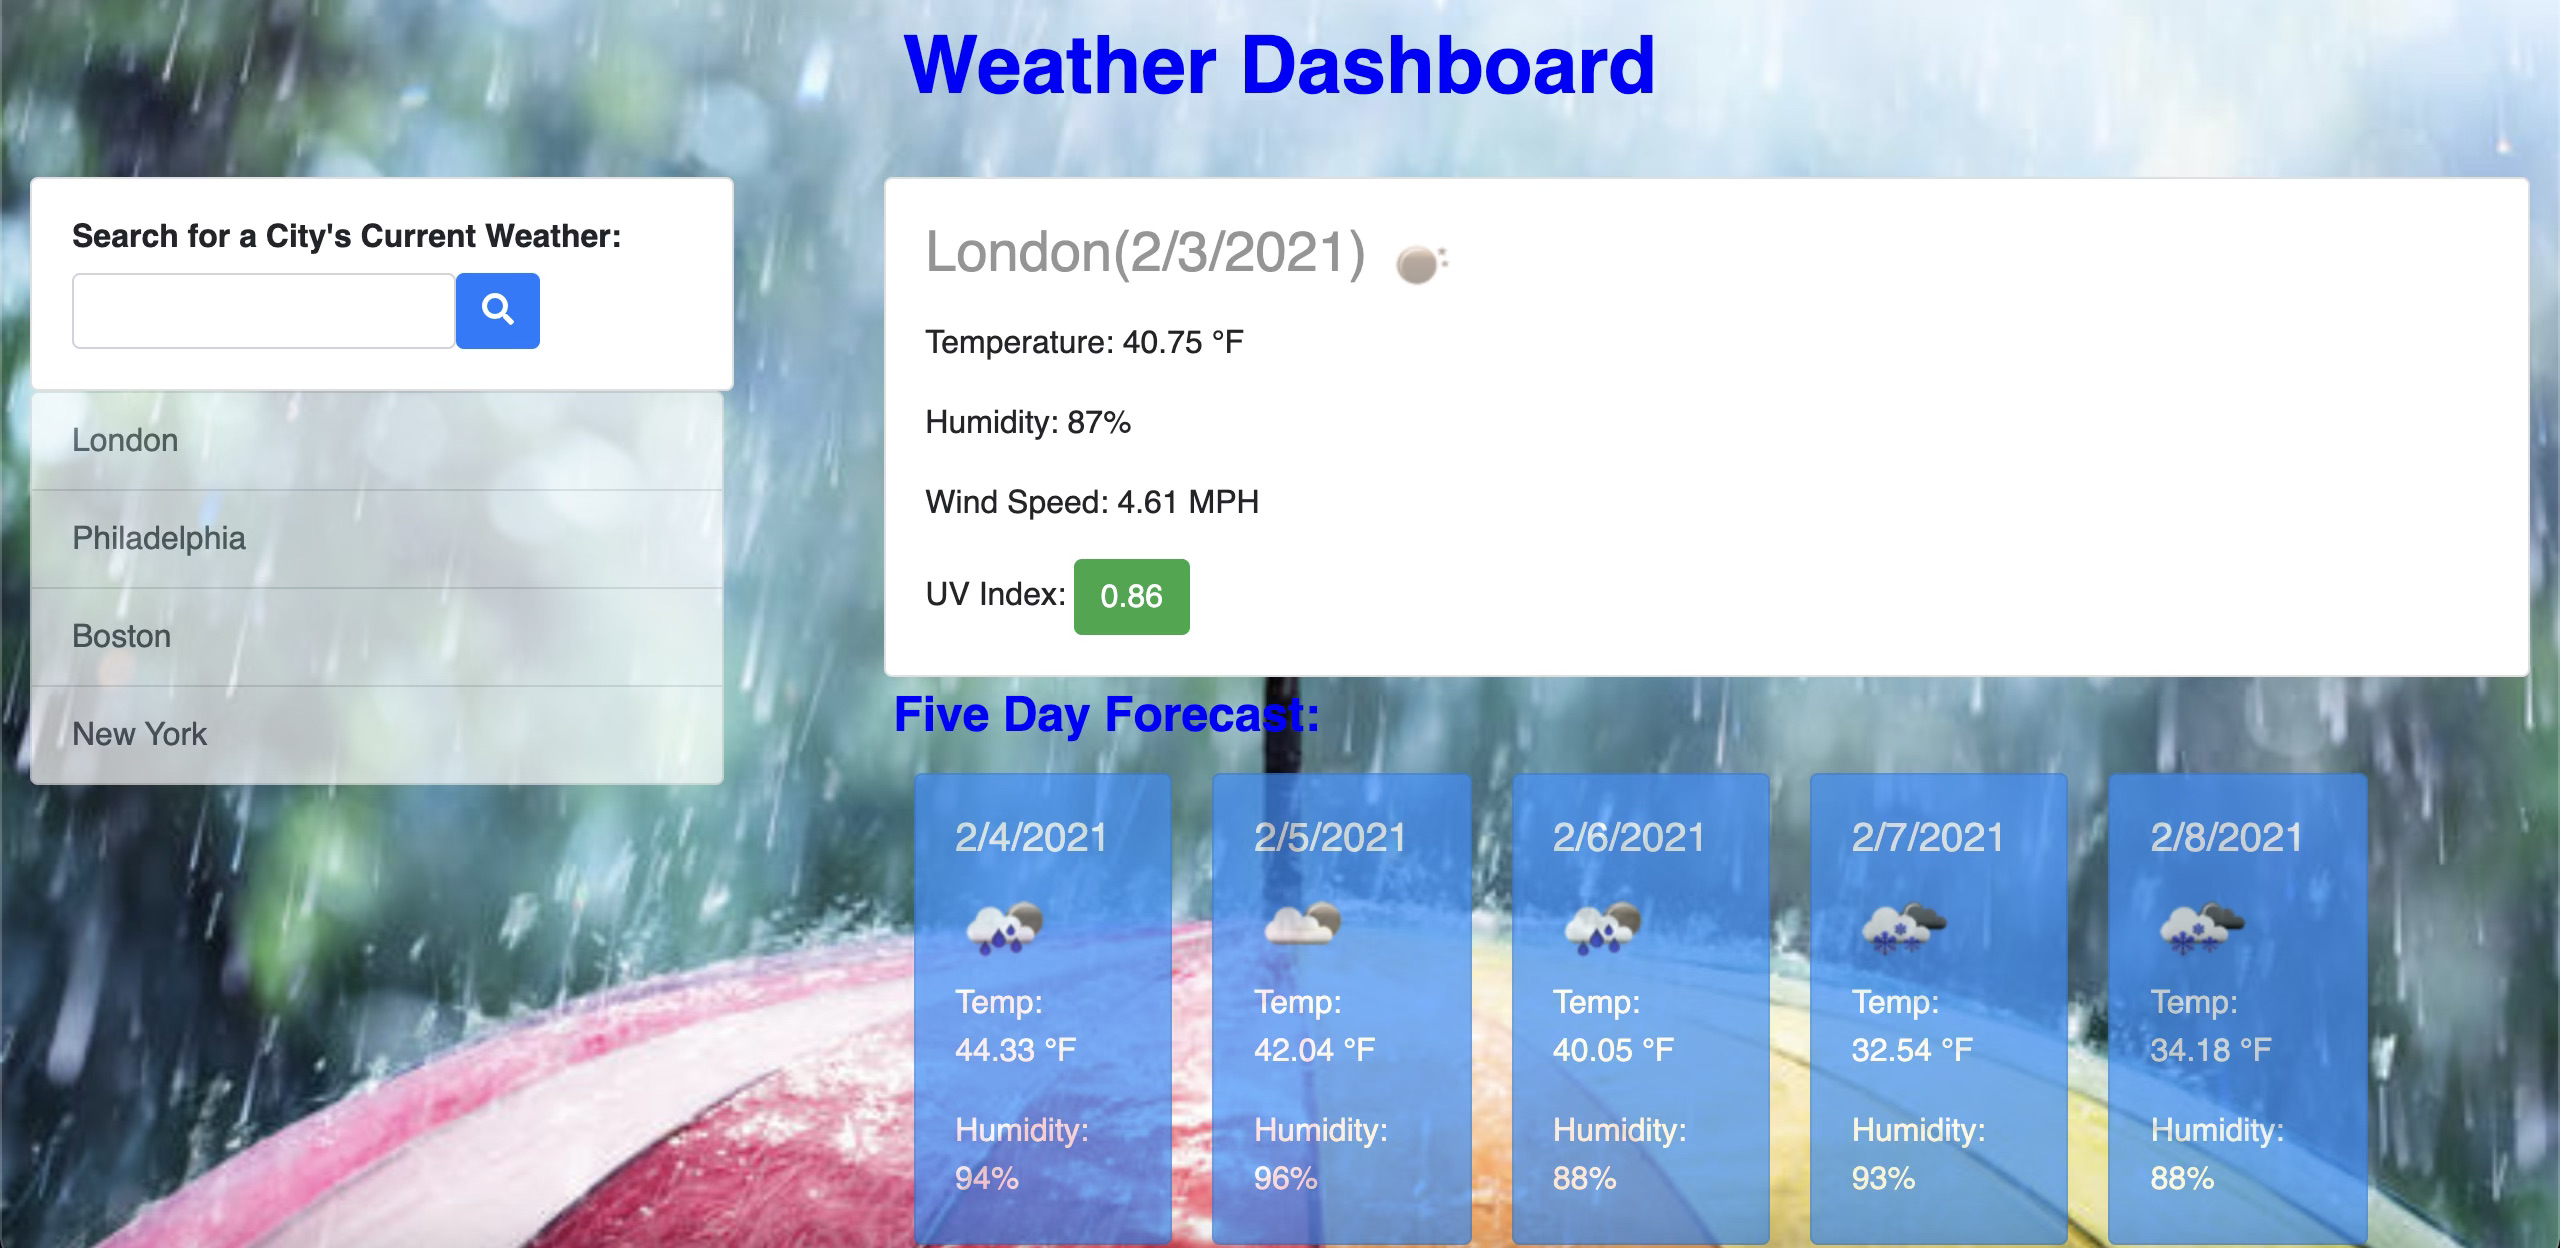 Weather Dashboard
Search for a City's Current Weather:
London
Philadelphia
Boston
New York
London(2/3/2021)
Temperature: 40.75 °F
Humidity: 87%
Wind Speed: 4.61 MPH
UV Index: 0.86
Five Day Forecast:
2/4/2021
Temp:
44.33 °F
Humidity:
94%
2/5/2021
Temp:
42.04 °F
Humidity:
96%
2/6/2021
Temp:
40.05 °F
Humidity:
88%
2/7/2021
Temp:
32.54 °F
Humidity:
93%
2/8/2021
Temp:
34.18 °F
Humidity:
88%